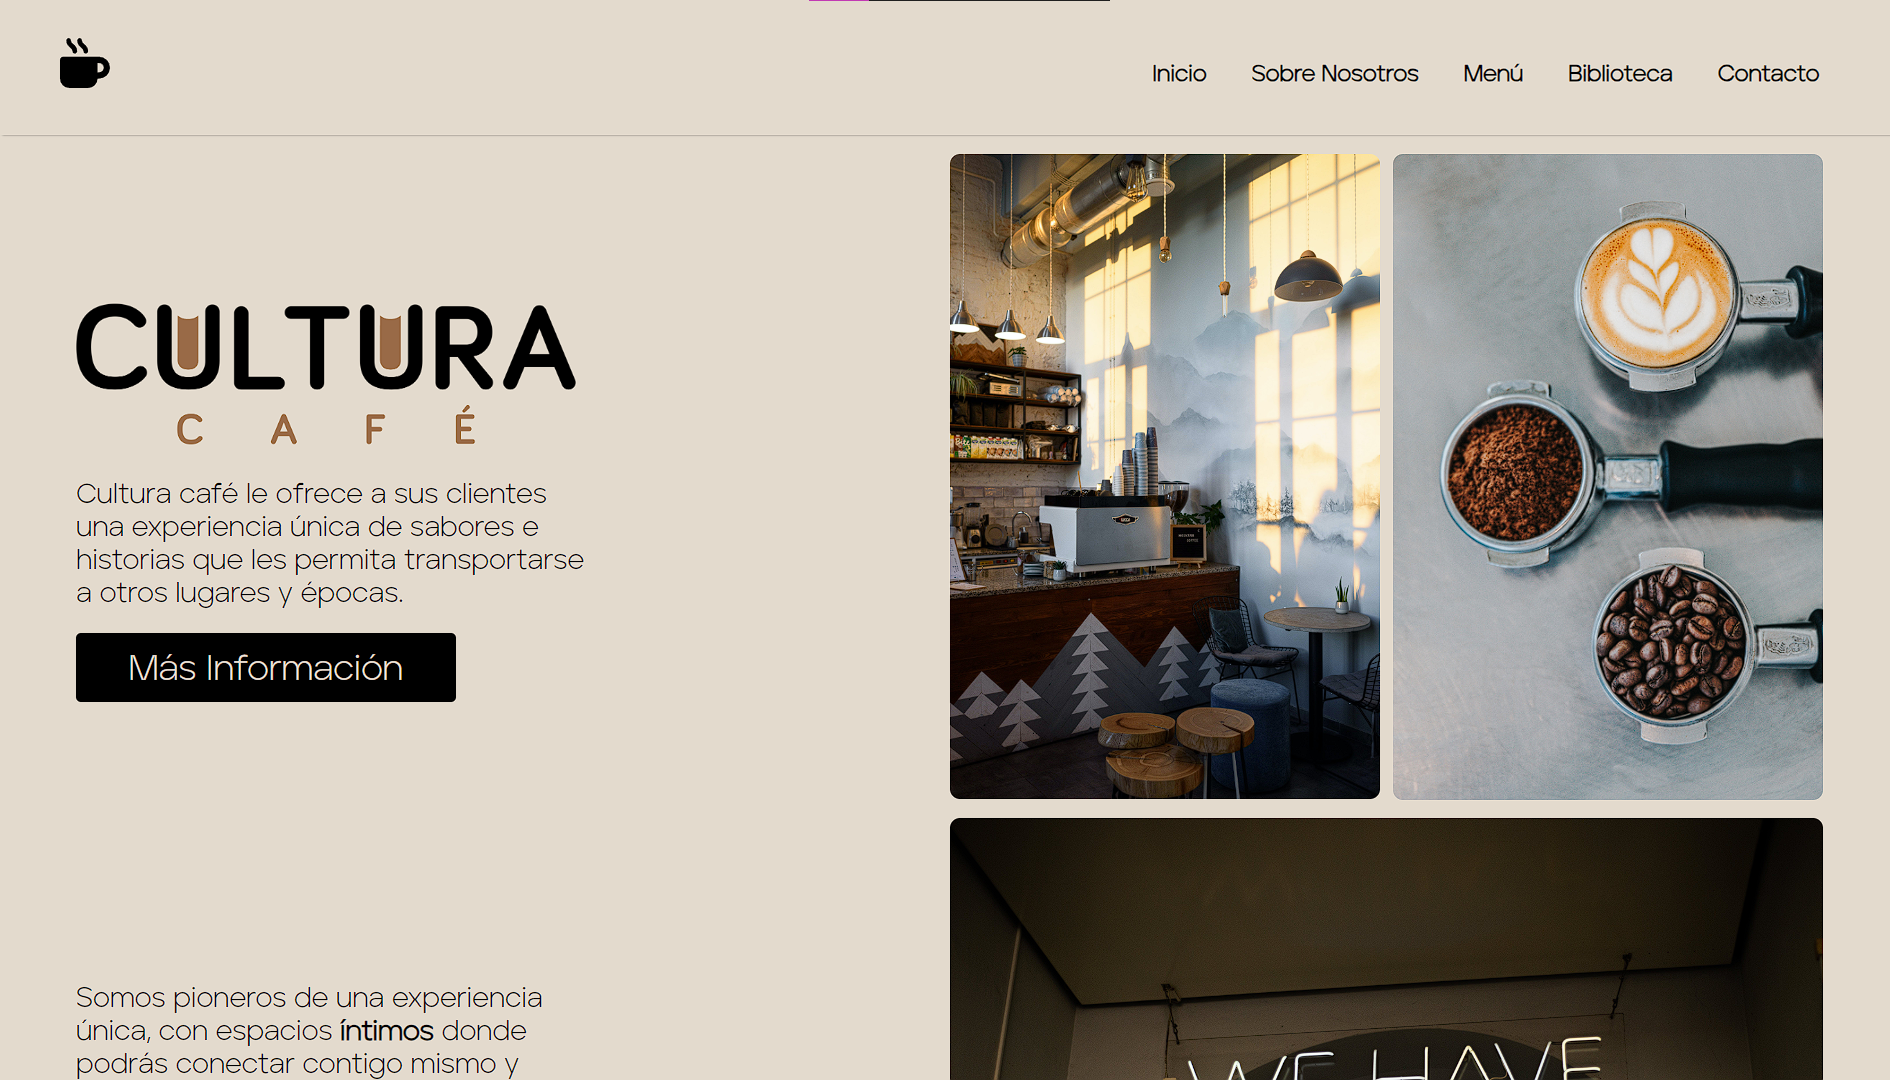 Inicio
Sobre Nosotros
Menú
Biblioteca
Contacto
CULTURA
CAFÉ
Cultura café le ofrece a sus clientes
una experiencia única de sabores e
historias que les permita transportarse
a otros lugares y épocas.
Más Información
Somos pioneros de una experiencia
única, con espacios íntimos donde
podrás conectar contigo mismo y
WE HAVE